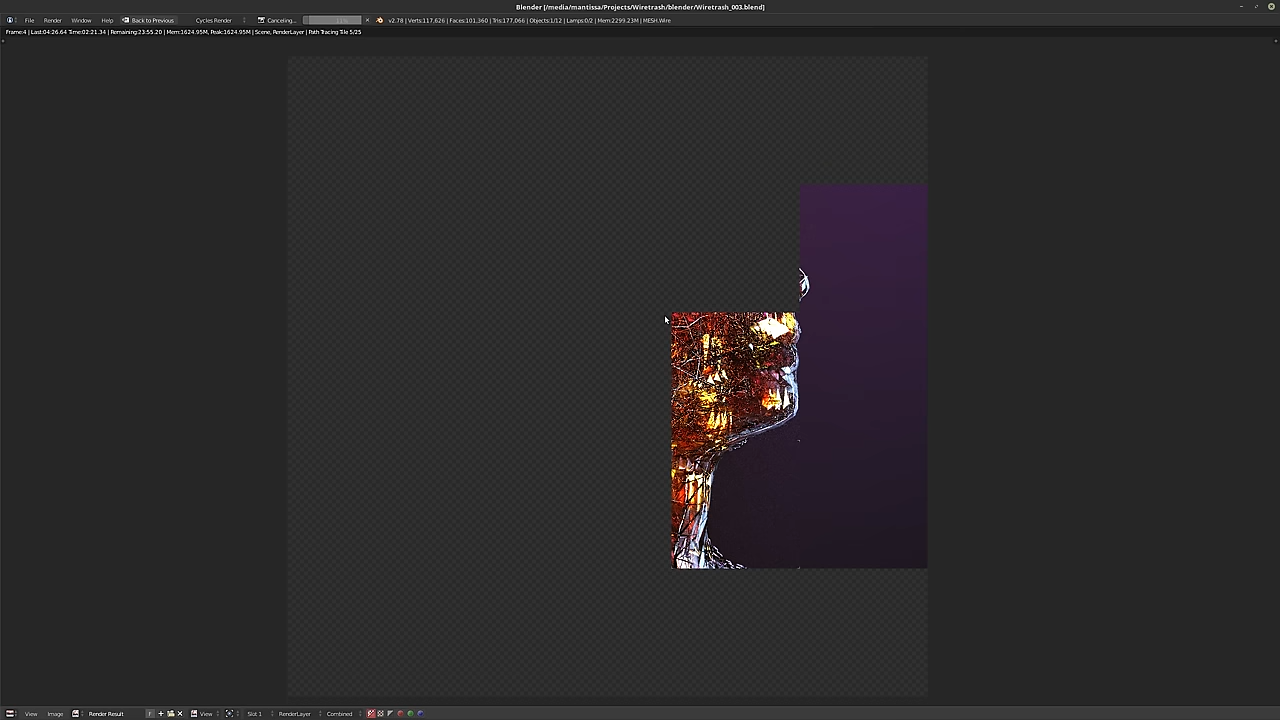 Blender [/media/mantissa/Projects/Wiretrash/blender/Wiretrash_003.blend]
File Render Window Help Back to Previous Cycles Render Canceling... 11% v2.78 | Verts:117,626 | Faces:101,360 | Tris:177,066 | Objects:1/12 | Lamps:0/2 | Mem:2299.23M | MESH.Wire
Frame:4 | Last:04:26.64 Time:02:21.34 | Remaining:23:55.20 | Mem:1624.95M, Peak:1624.95M | Scene, RenderLayer | Path Tracing Tile 5/25
View Image Render Result F View Slot 1 RenderLayer Combined